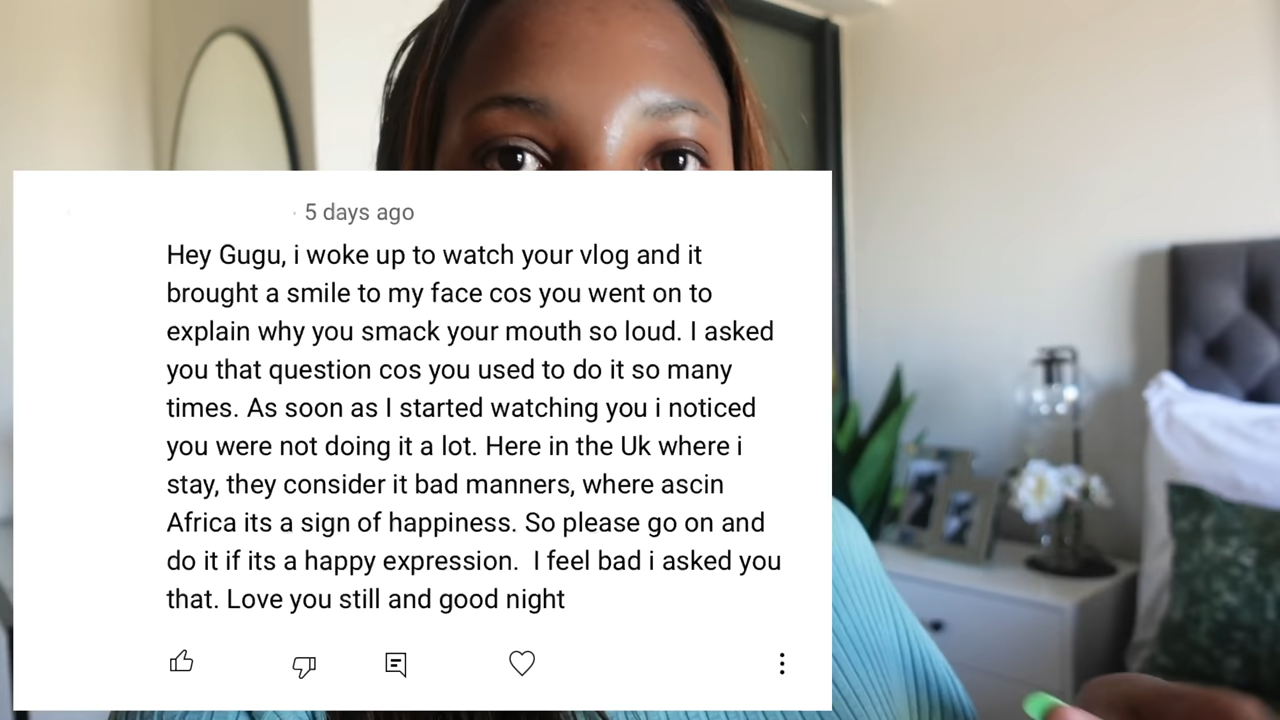 · 5 days ago
Hey Gugu, i woke up to watch your vlog and it
brought a smile to my face cos you went on to
explain why you smack your mouth so loud. I asked
you that question cos you used to do it so many
times. As soon as I started watching you i noticed
you were not doing it a lot. Here in the Uk where i
stay, they consider it bad manners, where ascin
Africa its a sign of happiness. So please go on and
do it if its a happy expression.  I feel bad i asked you
that. Love you still and good night